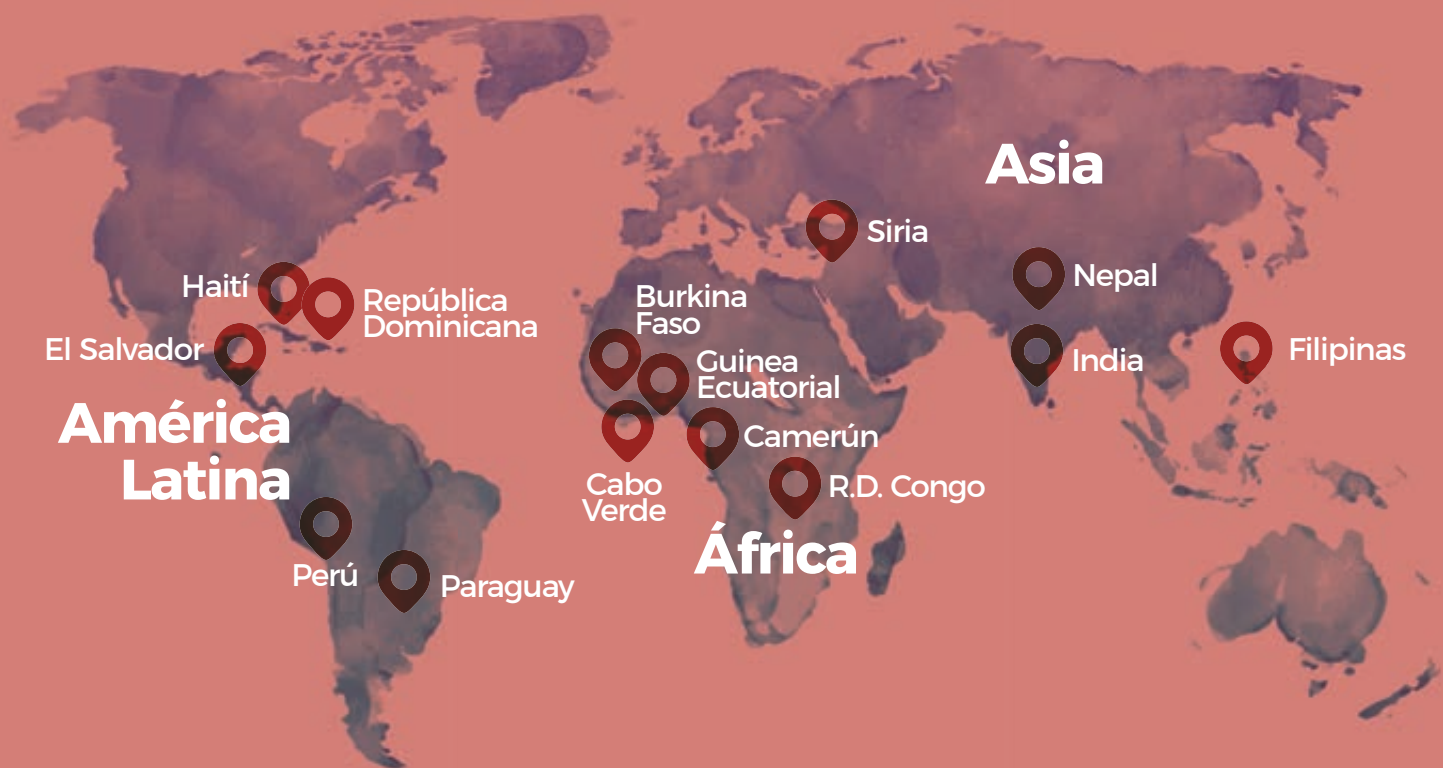 Asia
Siria
Nepal
India
Filipinas
Haití
República
Dominicana
El Salvador
América
Latina
Perú
Paraguay
Burkina
Faso
Guinea
Ecuatorial
Camerún
Cabo
Verde
R.D. Congo
África